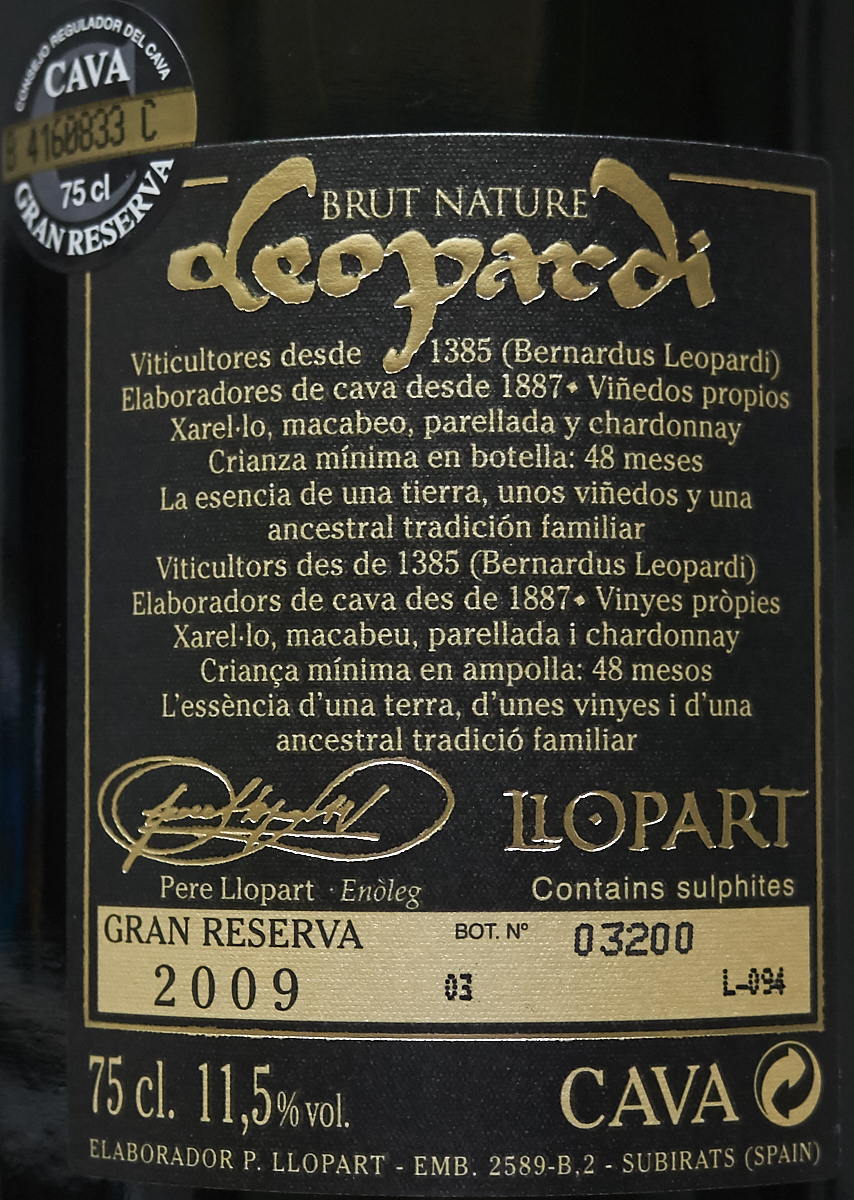 CONSEJO REGULADOR DEL CAVA
CAVA
B 4160833 C
75 cl
GRAN RESERVA
BRUT NATURE
Leopardi
Viticultores desde 1385 (Bernardus Leopardi)
Elaboradores de cava desde 1887• Viñedos propios
Xarel·lo, macabeo, parellada y chardonnay
Crianza mínima en botella: 48 meses
La esencia de una tierra, unos viñedos y una
ancestral tradición familiar
Viticultors des de 1385 (Bernardus Leopardi)
Elaboradors de cava des de 1887• Vinyes pròpies
Xarel·lo, macabeu, parellada i chardonnay
Criança mínima en ampolla: 48 mesos
L'essència d'una terra, d'unes vinyes i d'una
ancestral tradició familiar
LLOPART
Pere Llopart · Enòleg
Contains sulphites
GRAN RESERVA
BOT. Nº 03200
2009
03
L-094
75 cl. 11,5% vol.
CAVA
ELABORADOR P. LLOPART - EMB. 2589-B,2 - SUBIRATS (SPAIN)